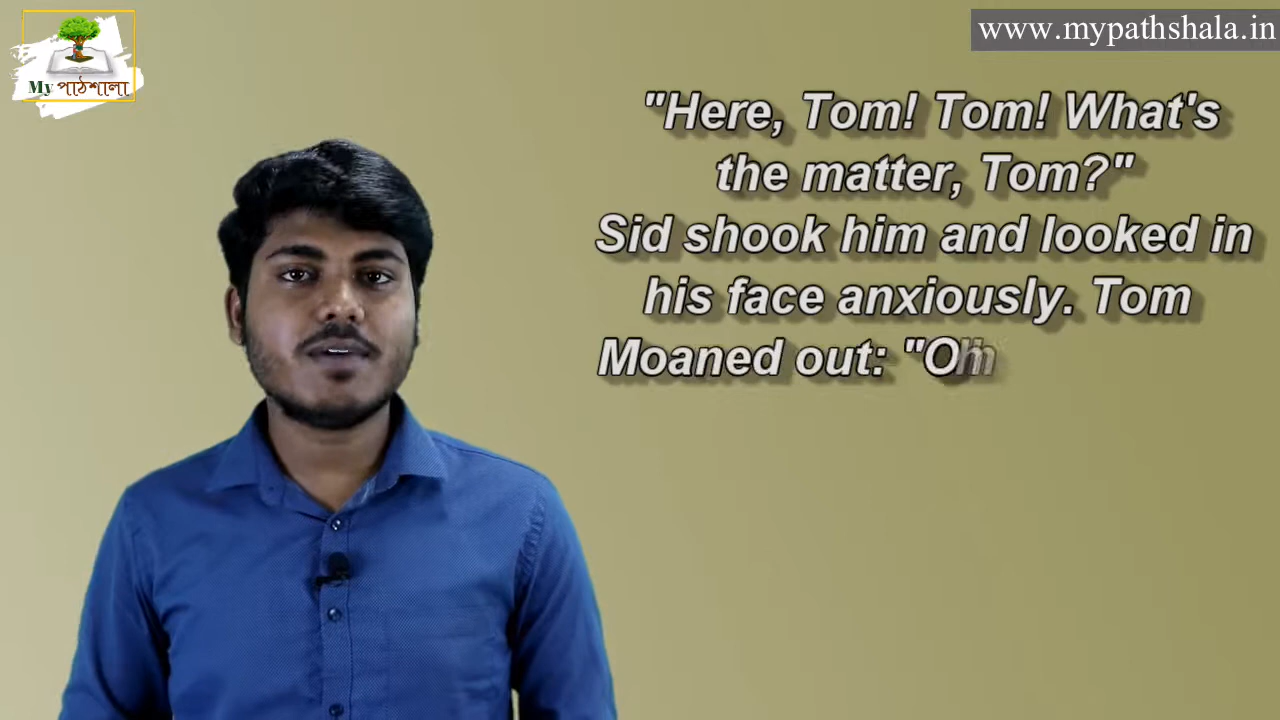 My পাঠশালা
www.mypathshala.in
"Here, Tom! Tom! What's
the matter, Tom?"
Sid shook him and looked in
his face anxiously. Tom
Moaned out: "Oh